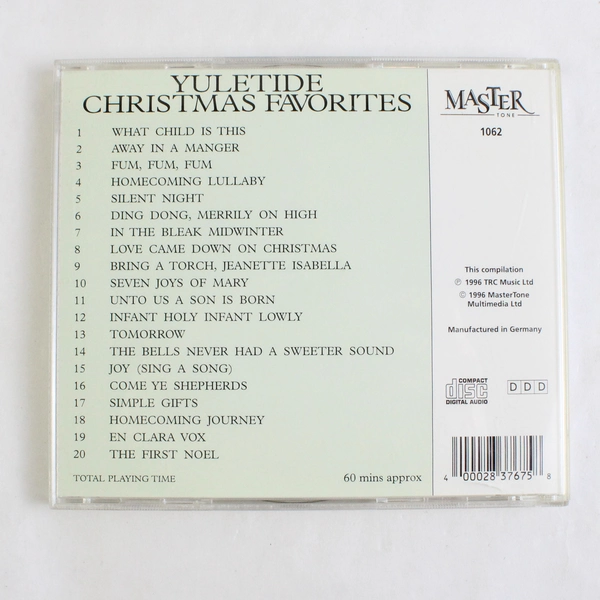 YULETIDE
CHRISTMAS FAVORITES
1 WHAT CHILD IS THIS
2 AWAY IN A MANGER
3 FUM, FUM, FUM
4 HOMECOMING LULLABY
5 SILENT NIGHT
6 DING DONG, MERRILY ON HIGH
7 IN THE BLEAK MIDWINTER
8 LOVE CAME DOWN ON CHRISTMAS
9 BRING A TORCH, JEANETTE ISABELLA
10 SEVEN JOYS OF MARY
11 UNTO US A SON IS BORN
12 INFANT HOLY INFANT LOWLY
13 TOMORROW
14 THE BELLS NEVER HAD A SWEETER SOUND
15 JOY (SING A SONG)
16 COME YE SHEPHERDS
17 SIMPLE GIFTS
18 HOMECOMING JOURNEY
19 EN CLARA VOX
20 THE FIRST NOEL
TOTAL PLAYING TIME 60 mins approx
MASTER
TONE
1062
This compilation
℗ 1996 TRC Music Ltd
© 1996 MasterTone
Multimedia Ltd
Manufactured in Germany
COMPACT
disc
DIGITAL AUDIO
D D D
4 00028 37675 8